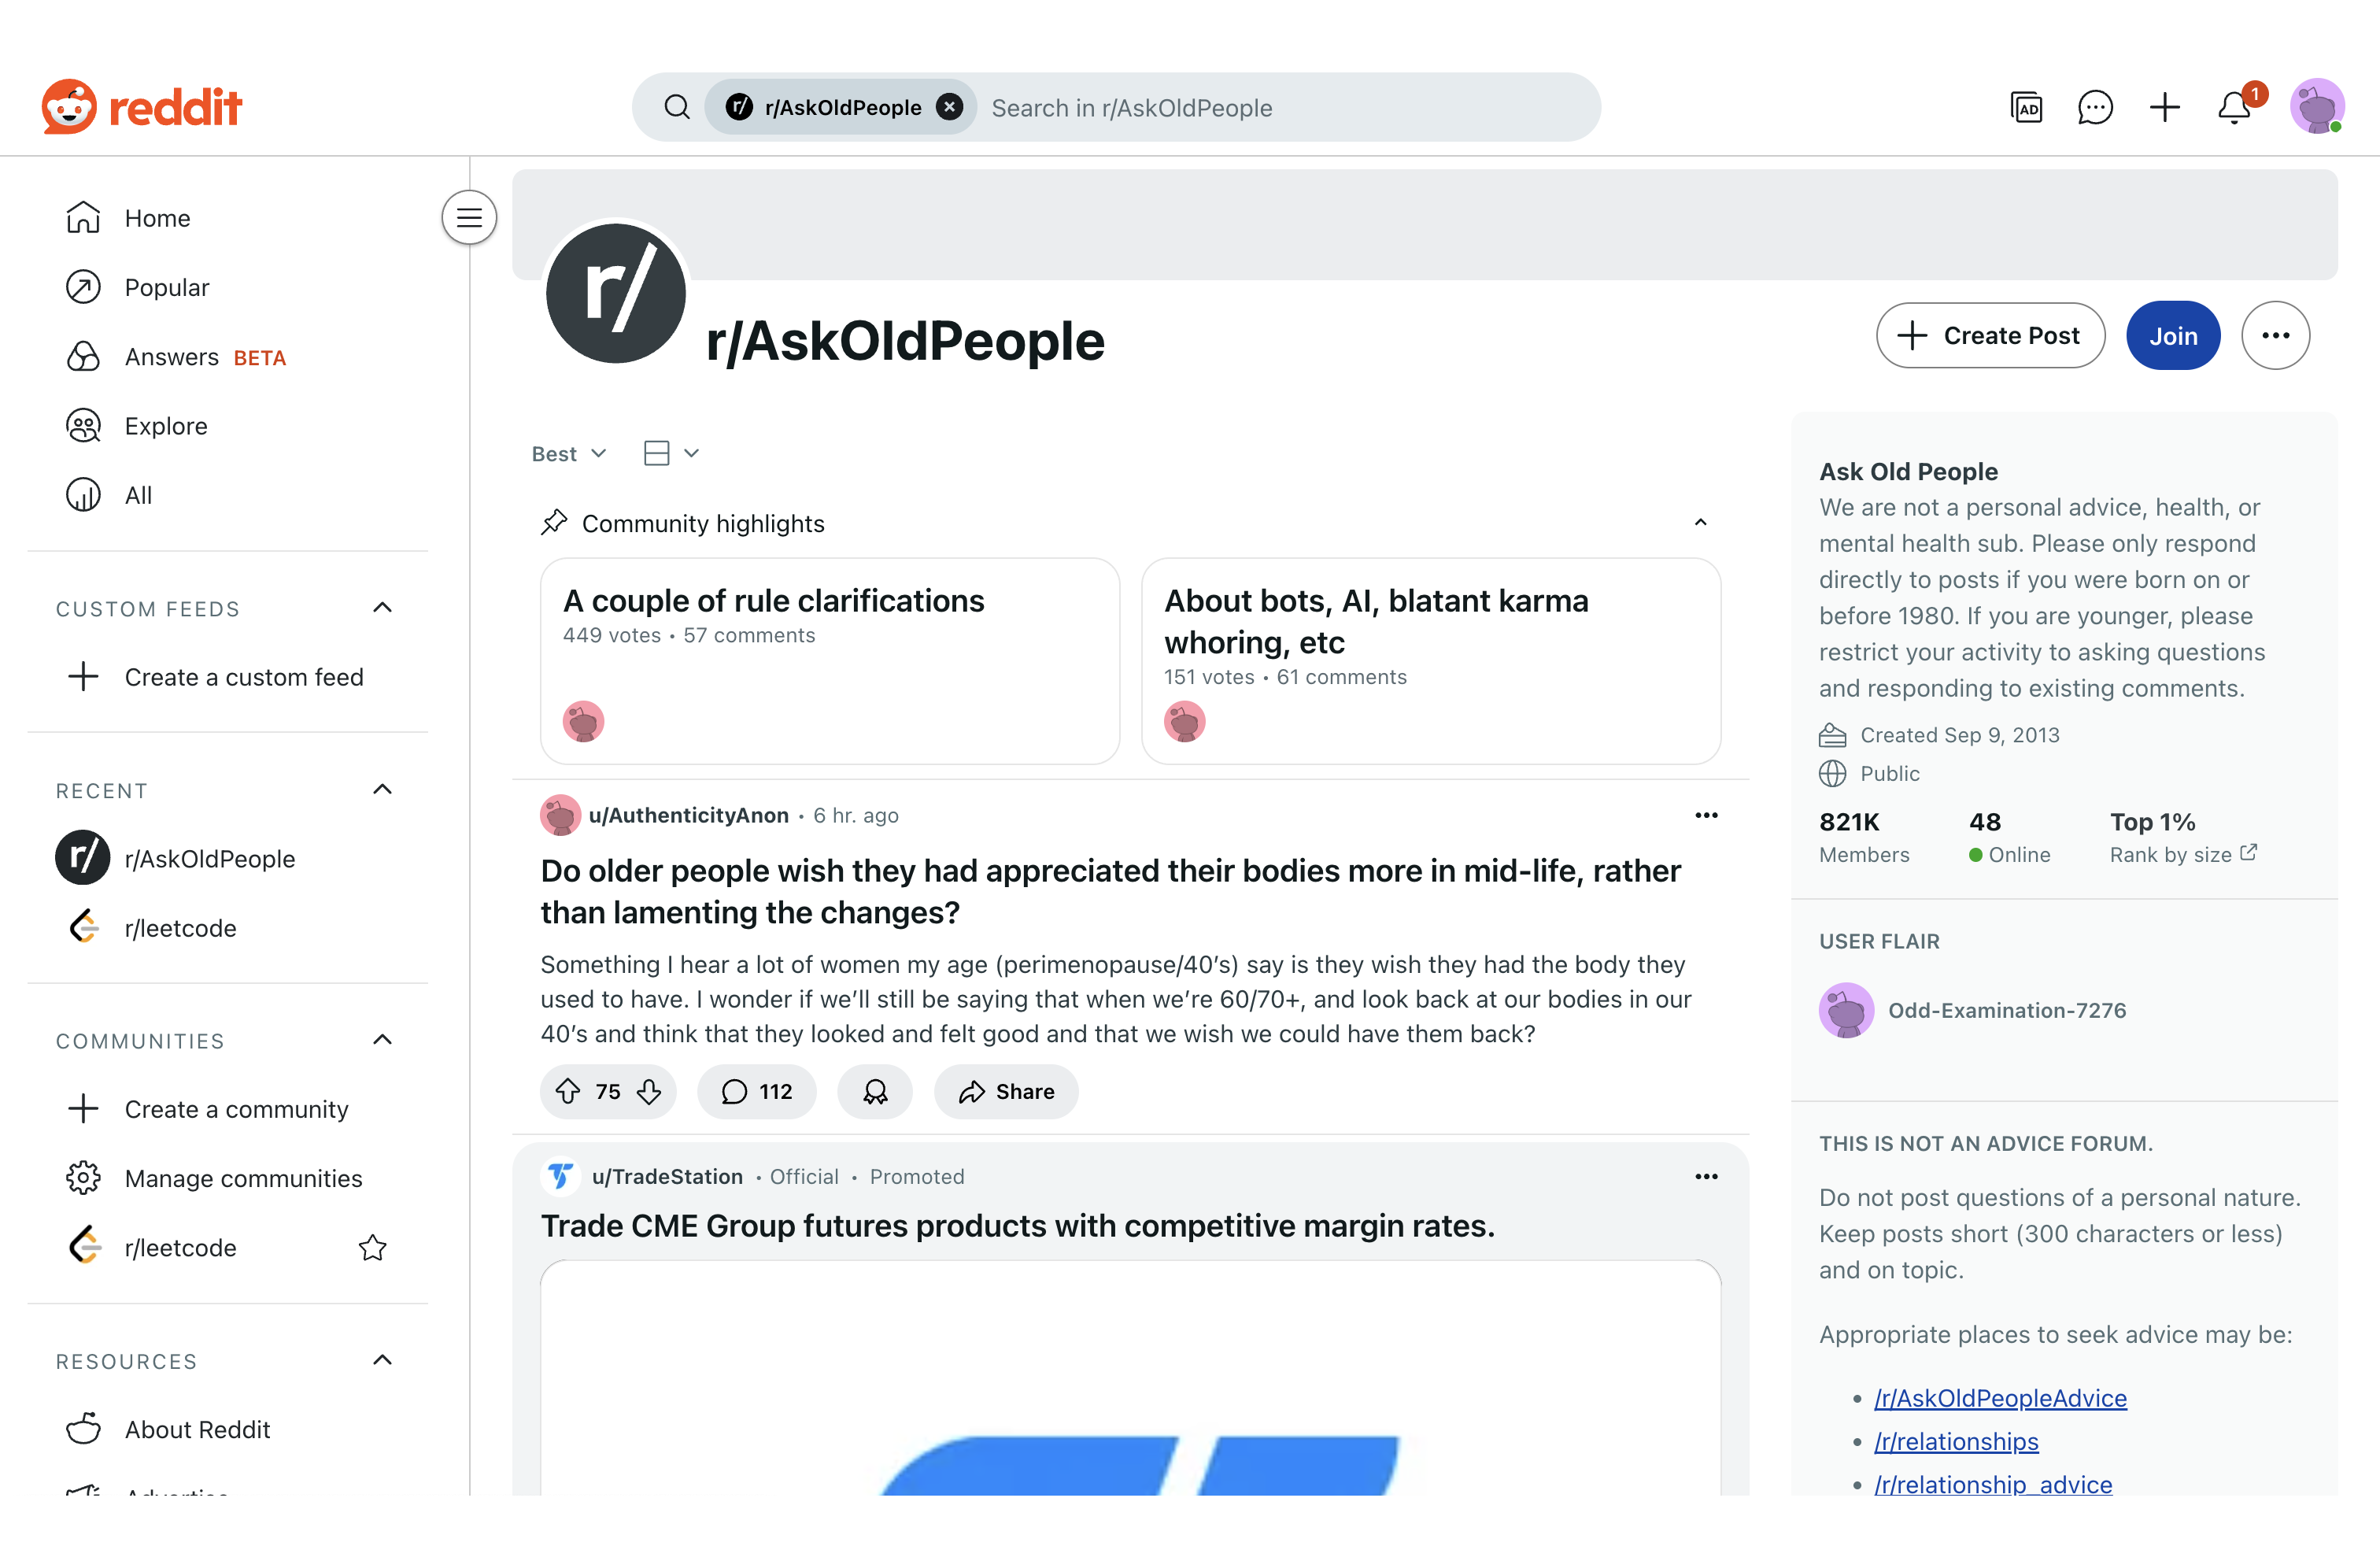 reddit
r/ r/AskOldPeople Search in r/AskOldPeople
AD
1
Home
Popular
Answers BETA
Explore
All
CUSTOM FEEDS
Create a custom feed
RECENT
r/ r/AskOldPeople
r/leetcode
COMMUNITIES
Create a community
Manage communities
r/leetcode
RESOURCES
About Reddit
r/
r/AskOldPeople
Create Post
Join
Best
Community highlights
A couple of rule clarifications
449 votes • 57 comments
About bots, AI, blatant karma
whoring, etc
151 votes • 61 comments
u/AuthenticityAnon • 6 hr. ago
Do older people wish they had appreciated their bodies more in mid-life, rather
than lamenting the changes?
Something I hear a lot of women my age (perimenopause/40’s) say is they wish they had the body they
used to have. I wonder if we’ll still be saying that when we’re 60/70+, and look back at our bodies in our
40’s and think that they looked and felt good and that we wish we could have them back?
75
112
Share
u/TradeStation • Official • Promoted
Trade CME Group futures products with competitive margin rates.
Ask Old People
We are not a personal advice, health, or
mental health sub. Please only respond
directly to posts if you were born on or
before 1980. If you are younger, please
restrict your activity to asking questions
and responding to existing comments.
Created Sep 9, 2013
Public
821K 48 Top 1%
Members Online Rank by size
USER FLAIR
Odd-Examination-7276
THIS IS NOT AN ADVICE FORUM.
Do not post questions of a personal nature.
Keep posts short (300 characters or less)
and on topic.
Appropriate places to seek advice may be:
• /r/AskOldPeopleAdvice
• /r/relationships
• /r/relationship_advice